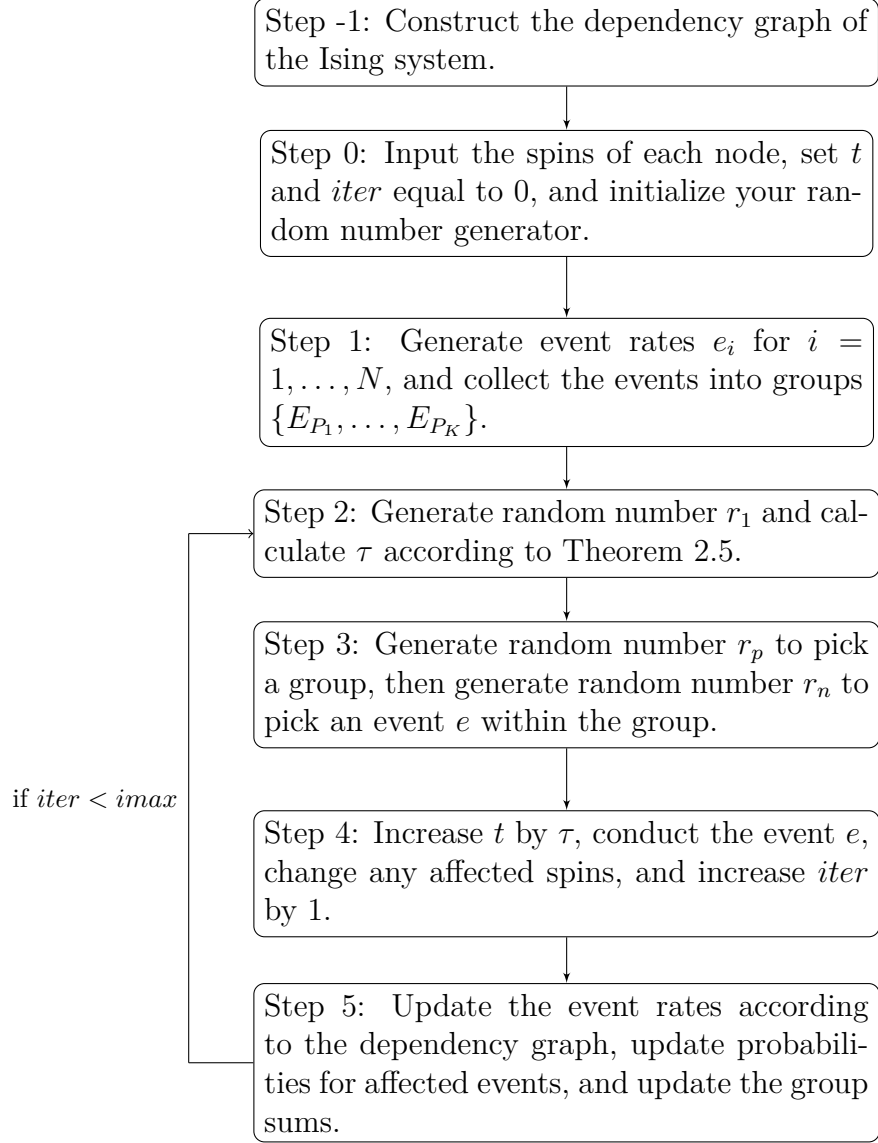 Step -1: Construct the dependency graph of
the Ising system.
Step 0: Input the spins of each node, set t
and iter equal to 0, and initialize your ran-
dom number generator.
Step 1: Generate event rates e_i for i =
1, . . . , N, and collect the events into groups
{E_{P_1}, . . . , E_{P_K}}.
Step 2: Generate random number r_1 and cal-
culate τ according to Theorem 2.5.
Step 3: Generate random number r_p to pick
a group, then generate random number r_n to
pick an event e within the group.
if iter < imax
Step 4: Increase t by τ, conduct the event e,
change any affected spins, and increase iter
by 1.
Step 5: Update the event rates according
to the dependency graph, update probabili-
ties for affected events, and update the group
sums.